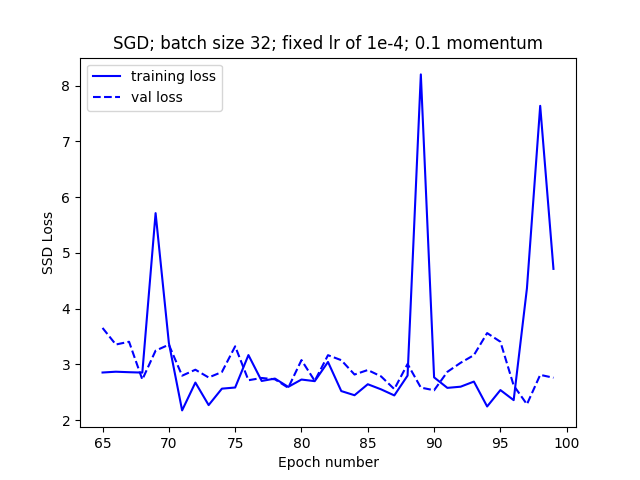 SGD; batch size 32; fixed lr of 1e-4; 0.1 momentum
training loss
val loss
SSD Loss
8
7
6
5
4
3
2
65 70 75 80 85 90 95 100
Epoch number